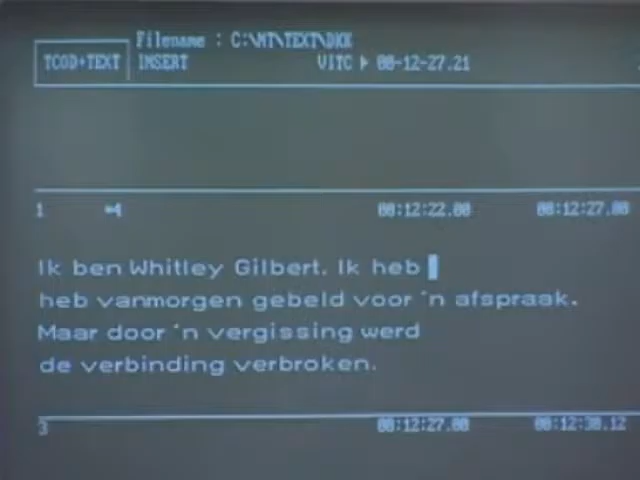 Filename : C:\MT\TEXT\DKK
TCOD+TEXT INSERT VITC 00-12-27.21
1 00:12:22.00 00:12:27.00
Ik ben Whitley Gilbert. Ik heb
heb vanmorgen gebeld voor 'n afspraak.
Maar door 'n vergissing werd
de verbinding verbroken.
3 00:12:27.00 00:12:30.12